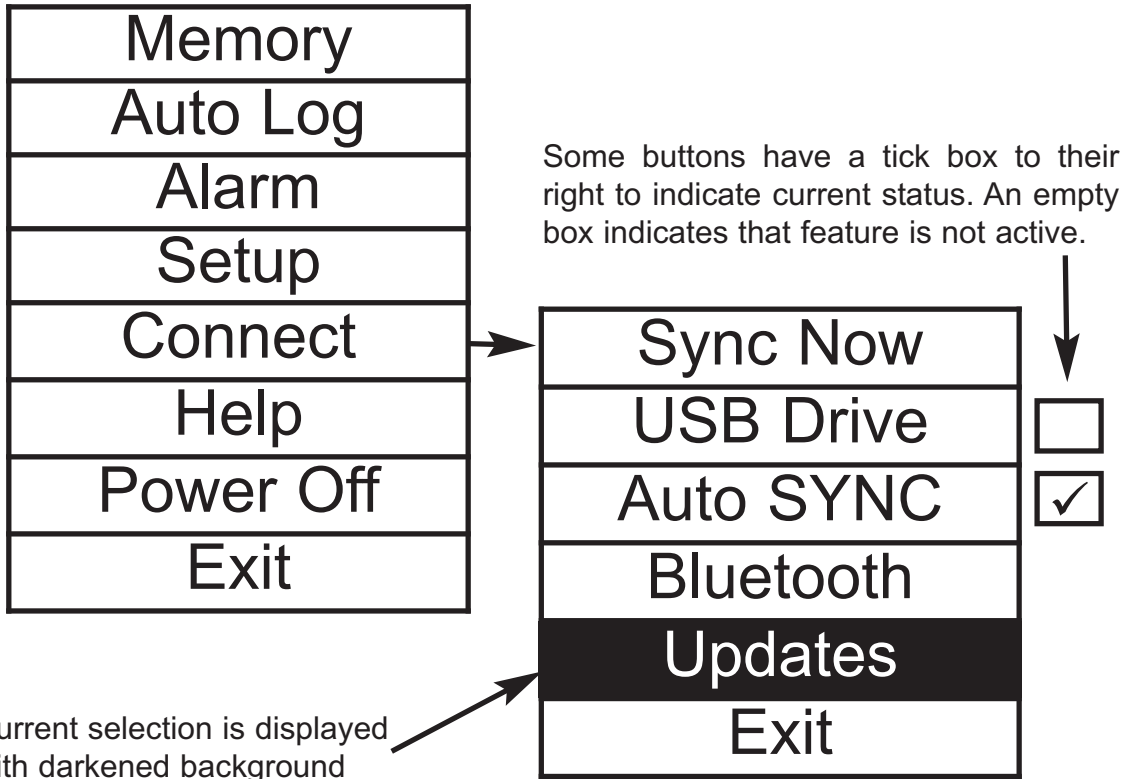 Memory
Auto Log
Alarm
Setup
Connect
Help
Power Off
Exit
Some buttons have a tick box to their
right to indicate current status. An empty
box indicates that feature is not active.
Sync Now
USB Drive
Auto SYNC
Bluetooth
Updates
Exit
urrent selection is displayed
ith darkened background